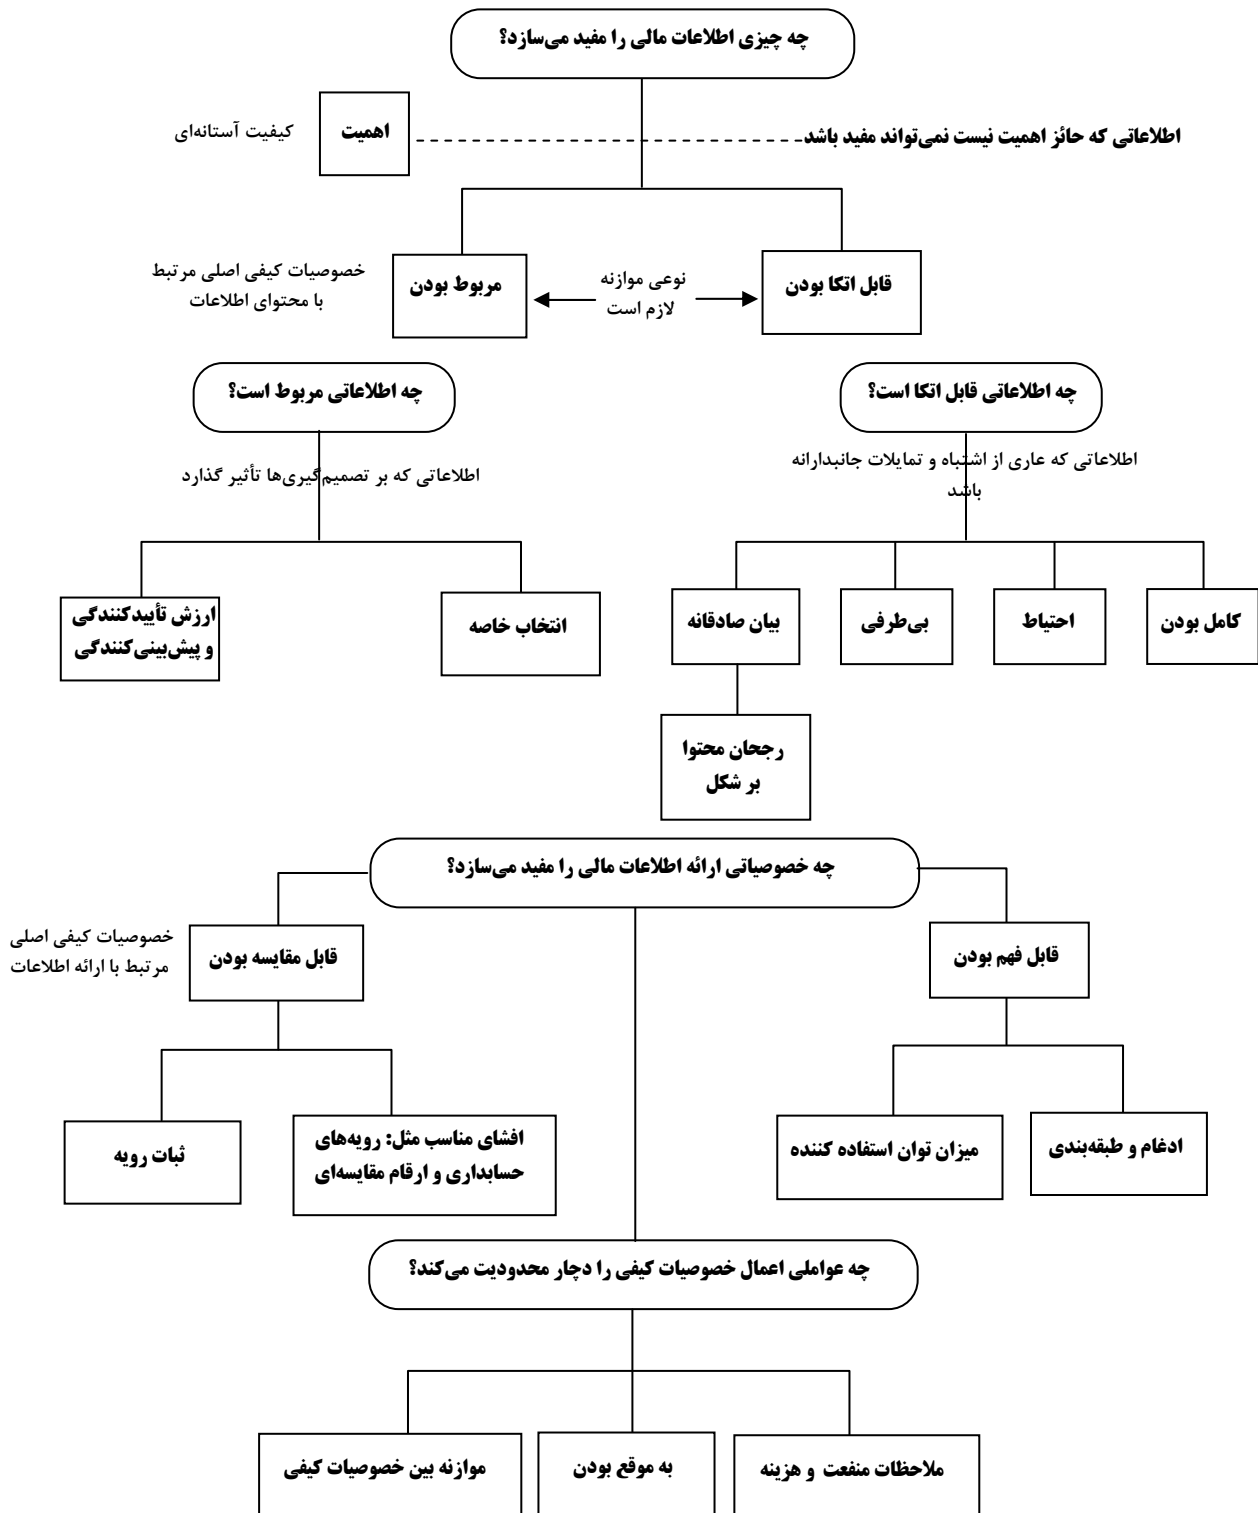 چه چیزی اطلاعات مالی را مفید می‌سازد؟
اطلاعاتی که حائز اهمیت نیست نمی‌تواند مفید باشد
اهمیت
کیفیت آستانه‌ای
قابل اتکا بودن
نوعی موازنه
لازم است
مربوط بودن
خصوصیات کیفی اصلی مرتبط
با محتوای اطلاعات
چه اطلاعاتی قابل اتکا است؟
اطلاعاتی که عاری از اشتباه و تمایلات جانبدارانه
باشد
چه اطلاعاتی مربوط است؟
اطلاعاتی که بر تصمیم‌گیری‌ها تأثیر گذارد
کامل بودن
احتیاط
بی‌طرفی
بیان صادقانه
رجحان محتوا
بر شکل
انتخاب خاصه
ارزش تأییدکنندگی
و پیش‌بینی‌کنندگی
چه خصوصیاتی ارائه اطلاعات مالی را مفید می‌سازد؟
قابل فهم بودن
قابل مقایسه بودن
خصوصیات کیفی اصلی
مرتبط با ارائه اطلاعات
ادغام و طبقه‌بندی
میزان توان استفاده کننده
افشای مناسب مثل: رویه‌های
حسابداری و ارقام مقایسه‌ای
ثبات رویه
چه عواملی اعمال خصوصیات کیفی را دچار محدودیت می‌کند؟
ملاحظات منفعت و هزینه
به موقع بودن
موازنه بین خصوصیات کیفی